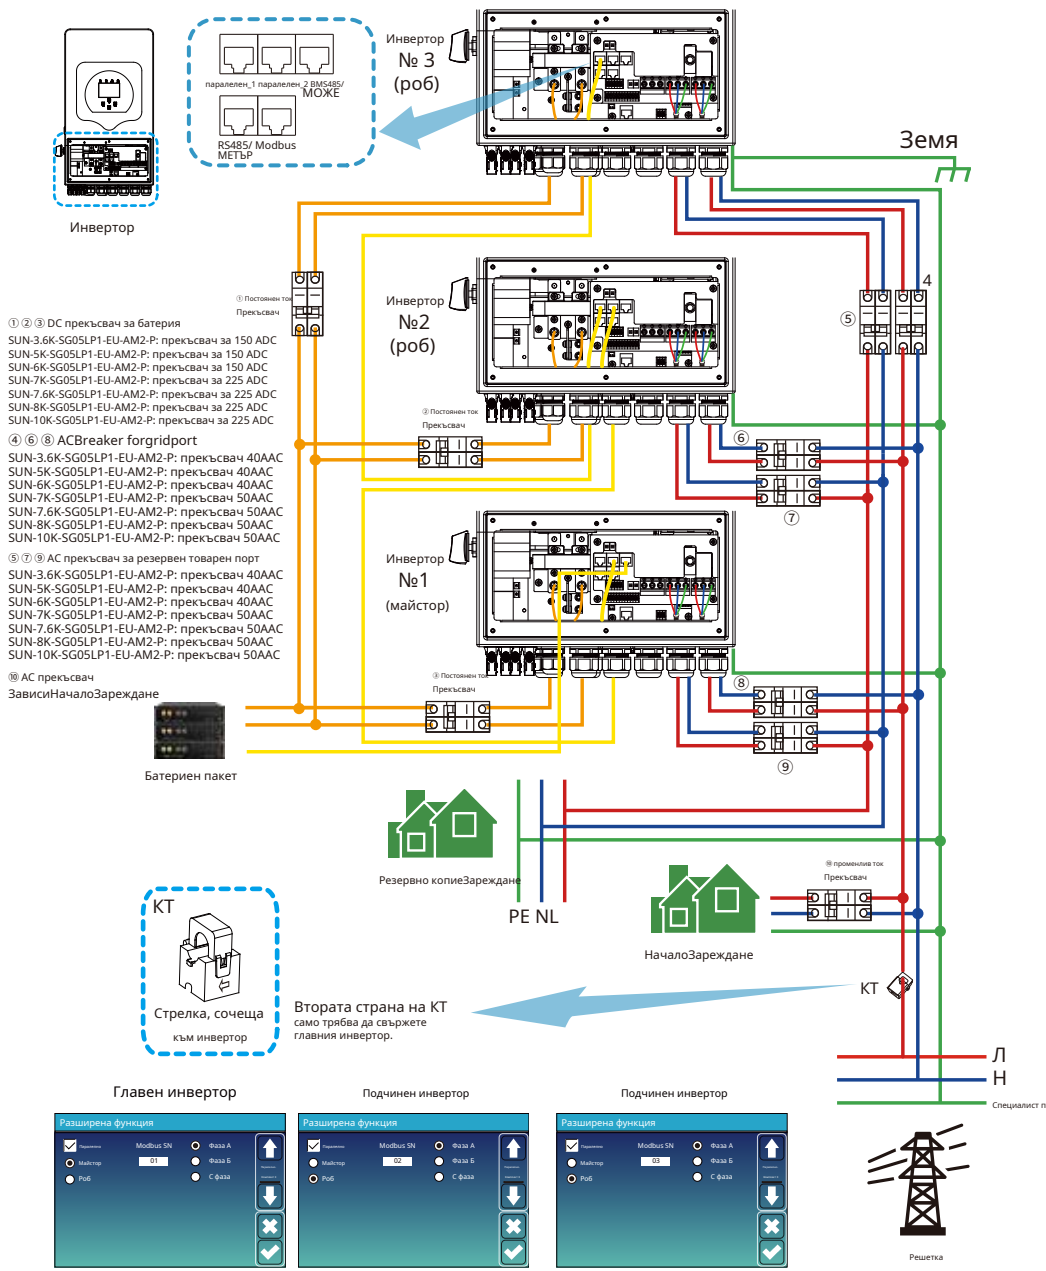 паралелен_1 паралелен_2 BMS485/
МОЖЕ
RS485/ Modbus
МЕТЪР
Инвертор
Инвертор
№ 3
(роб)
Земя
① Постоянен ток
Прекъсвач
Инвертор
№2
(роб)
4
⑤
①②③ DC прекъсвач за батерия
SUN-3.6K-SG05LP1-EU-AM2-P: прекъсвач за 150 ADC
SUN-5K-SG05LP1-EU-AM2-P: прекъсвач за 150 ADC
SUN-6K-SG05LP1-EU-AM2-P: прекъсвач за 150 ADC
SUN-7K-SG05LP1-EU-AM2-P: прекъсвач за 225 ADC
SUN-7.6K-SG05LP1-EU-AM2-P: прекъсвач за 225 ADC
SUN-8K-SG05LP1-EU-AM2-P: прекъсвач за 225 ADC
SUN-10K-SG05LP1-EU-AM2-P: прекъсвач за 225 ADC
④⑥⑧ ACBreaker forgridport
SUN-3.6K-SG05LP1-EU-AM2-P: прекъсвач 40AAC
SUN-5K-SG05LP1-EU-AM2-P: прекъсвач 40AAC
SUN-6K-SG05LP1-EU-AM2-P: прекъсвач 40AAC
SUN-7K-SG05LP1-EU-AM2-P: прекъсвач 50AAC
SUN-7.6K-SG05LP1-EU-AM2-P: прекъсвач 50AAC
SUN-8K-SG05LP1-EU-AM2-P: прекъсвач 50AAC
SUN-10K-SG05LP1-EU-AM2-P: прекъсвач 50AAC
⑤⑦⑨ AC прекъсвач за резервен товарен порт
SUN-3.6K-SG05LP1-EU-AM2-P: прекъсвач 40AAC
SUN-5K-SG05LP1-EU-AM2-P: прекъсвач 40AAC
SUN-6K-SG05LP1-EU-AM2-P: прекъсвач 40AAC
SUN-7K-SG05LP1-EU-AM2-P: прекъсвач 50AAC
SUN-7.6K-SG05LP1-EU-AM2-P: прекъсвач 50AAC
SUN-8K-SG05LP1-EU-AM2-P: прекъсвач 50AAC
SUN-10K-SG05LP1-EU-AM2-P: прекъсвач 50AAC
⑩ AC прекъсвач
ЗависиНачалоЗареждане
② Постоянен ток
Прекъсвач
⑥
⑦
Инвертор
№1
(майстор)
③ Постоянен ток
Прекъсвач
⑧
⑨
Батериен пакет
Резервно копиеЗареждане
PE NL
⑩ променлив ток
Прекъсвач
НачалоЗареждане
КТ
Стрелка, сочеща
към инвертор
Втората страна на КТ
само трябва да свържете
главния инвертор.
КТ
Л
Н
Специалист п
Решетка
Главен инвертор
Разширена функция
Паралелно
Modbus SN
Фаза А
Майстор
01
Фаза Б
Роб
С фаза
Подчинен инвертор
Разширена функция
Паралелно
Modbus SN
Фаза А
Майстор
02
Фаза Б
Роб
С фаза
Подчинен инвертор
Разширена функция
Паралелно
Modbus SN
Фаза А
Майстор
03
Фаза Б
Роб
С фаза